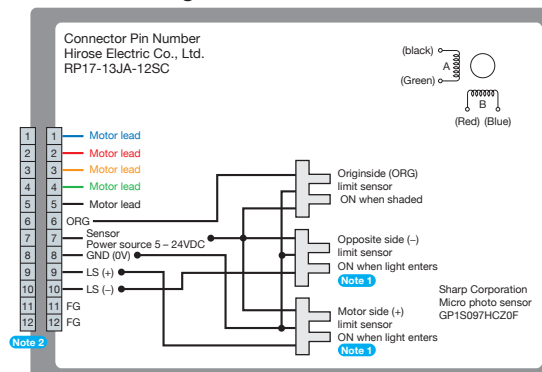 Connector Pin Number
Hirose Electric Co., Ltd.
RP17-13JA-12SC
(black)
A
(Green)
B
(Red) (Blue)
1 1 Motor lead
2 2 Motor lead
3 3 Motor lead
4 4 Motor lead
5 5 Motor lead
6 6 ORG
7 7 Sensor
Power source 5 – 24VDC
8 8 GND (0V)
9 9 LS (+)
10 10 LS (–)
11 11 FG
12 12 FG
Note 2
Originside (ORG)
limit sensor
ON when shaded
Opposite side (–)
limit sensor
ON when light enters
Note 1
Motor side (+)
limit sensor
ON when light enters
Note 1
Sharp Corporation
Micro photo sensor
GP1S097HCZ0F